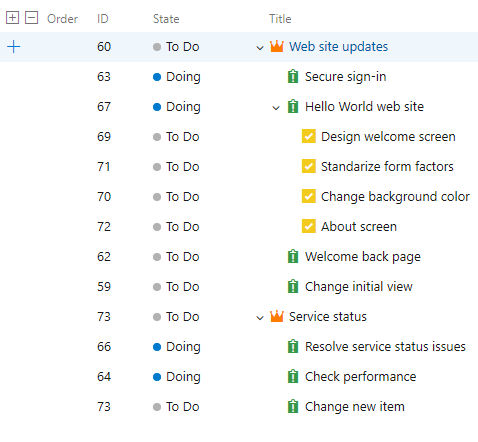 Order ID State Title
60 To Do Web site updates
63 Doing Secure sign-in
67 Doing Hello World web site
69 To Do Design welcome screen
71 To Do Standarize form factors
70 To Do Change background color
72 To Do About screen
62 To Do Welcome back page
59 To Do Change initial view
73 To Do Service status
66 Doing Resolve service status issues
64 Doing Check performance
73 To Do Change new item